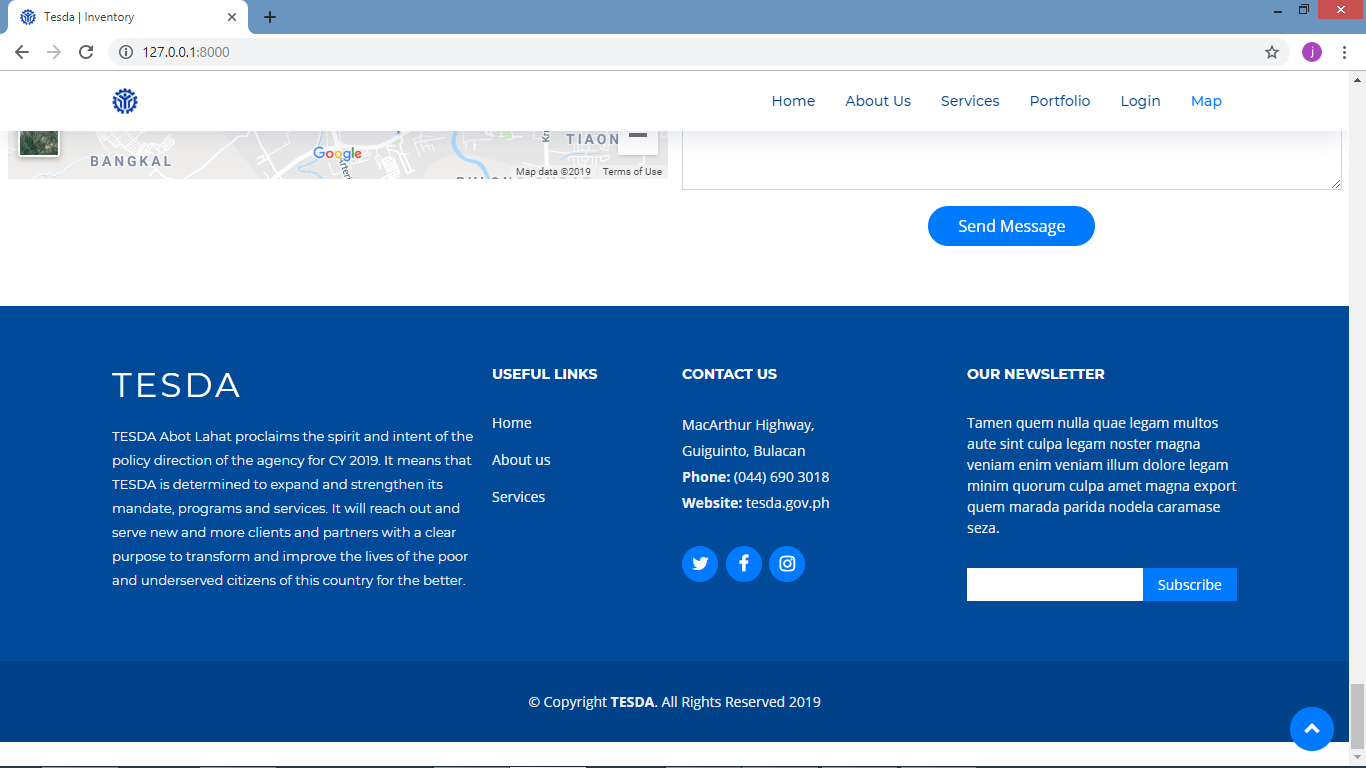 Tesda | Inventory
127.0.0.1:8000
j
Home About Us Services Portfolio Login Map
TIAON
BANGKAL
Google
Map data ©2019 Terms of Use
Send Message
TESDA
TESDA Abot Lahat proclaims the spirit and intent of the
policy direction of the agency for CY 2019. It means that
TESDA is determined to expand and strengthen its
mandate, programs and services. It will reach out and
serve new and more clients and partners with a clear
purpose to transform and improve the lives of the poor
and underserved citizens of this country for the better.
USEFUL LINKS
Home
About us
Services
CONTACT US
MacArthur Highway,
Guiguinto, Bulacan
Phone: (044) 690 3018
Website: tesda.gov.ph
OUR NEWSLETTER
Tamen quem nulla quae legam multos
aute sint culpa legam noster magna
veniam enim veniam illum dolore legam
minim quorum culpa amet magna export
quem marada parida nodela caramase
seza.
Subscribe
© Copyright TESDA. All Rights Reserved 2019